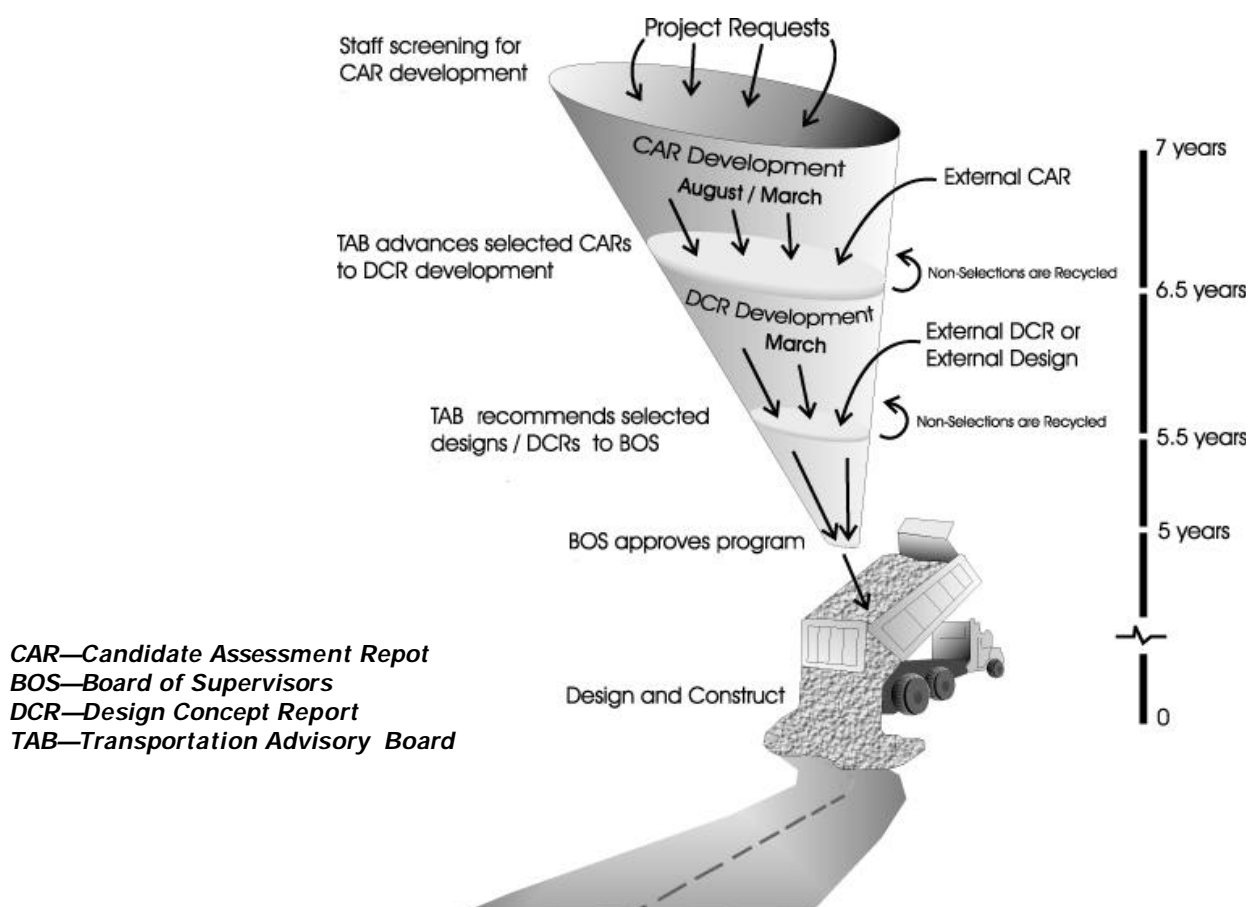 Project Requests
Staff screening for
CAR development
CAR Development
August / March
7 years
External CAR
TAB advances selected CARs
to DCR development
Non-Selections are Recycled
6.5 years
DCR Development
March
External DCR or
External Design
TAB recommends selected
designs / DCRs to BOS
Non-Selections are Recycled
5.5 years
5 years
BOS approves program
CAR—Candidate Assessment Repot
BOS—Board of Supervisors
DCR—Design Concept Report
TAB—Transportation Advisory Board
Design and Construct
0